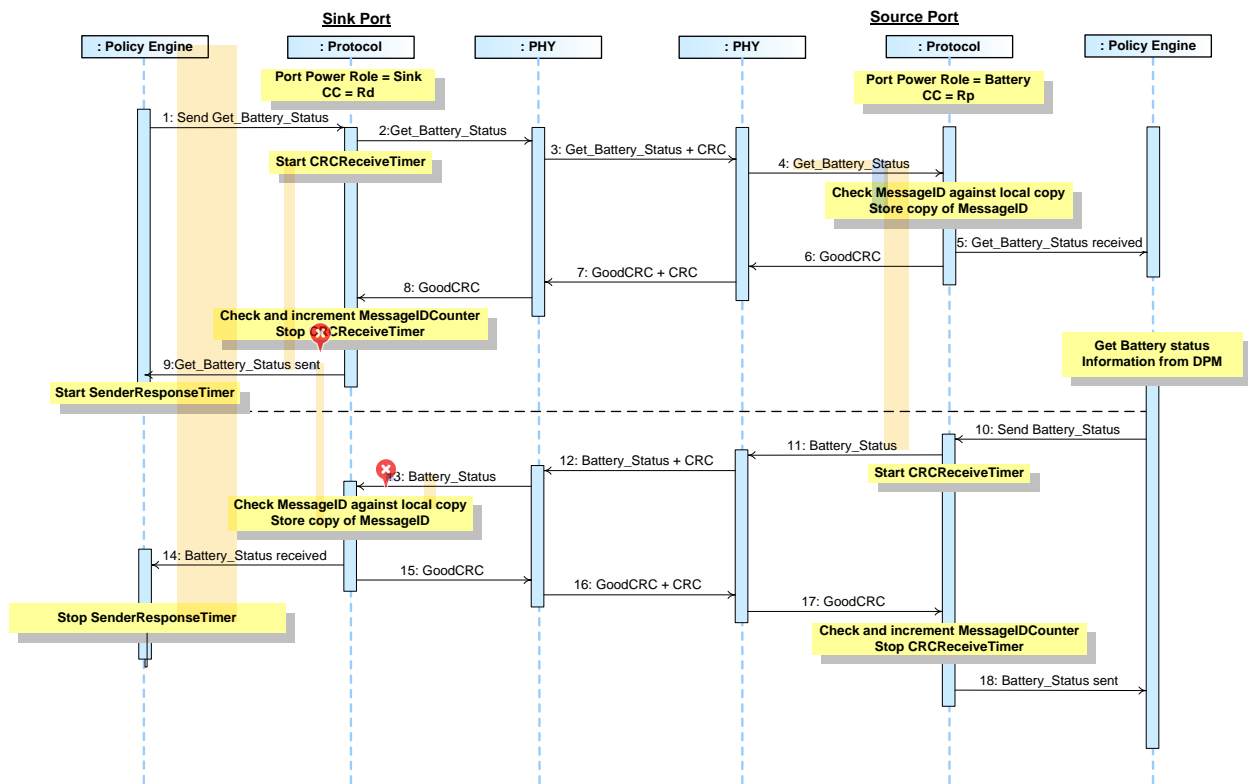 Sink Port
Source Port
: Policy Engine
: Protocol
: PHY
: PHY
: Protocol
: Policy Engine
Port Power Role = Sink
CC = Rd
Port Power Role = Battery
CC = Rp
1: Send Get_Battery_Status
2:Get_Battery_Status
Start CRCReceiveTimer
3: Get_Battery_Status + CRC
4: Get_Battery_Status
Check MessageID against local copy
Store copy of MessageID
5: Get_Battery_Status received
6: GoodCRC
7: GoodCRC + CRC
8: GoodCRC
Check and increment MessageIDCounter
Stop CRCReceiveTimer
9:Get_Battery_Status sent
Start SenderResponseTimer
Get Battery status
Information from DPM
10: Send Battery_Status
11: Battery_Status
Start CRCReceiveTimer
12: Battery_Status + CRC
13: Battery_Status
Check MessageID against local copy
Store copy of MessageID
14: Battery_Status received
15: GoodCRC
16: GoodCRC + CRC
17: GoodCRC
Stop SenderResponseTimer
Check and increment MessageIDCounter
Stop CRCReceiveTimer
18: Battery_Status sent